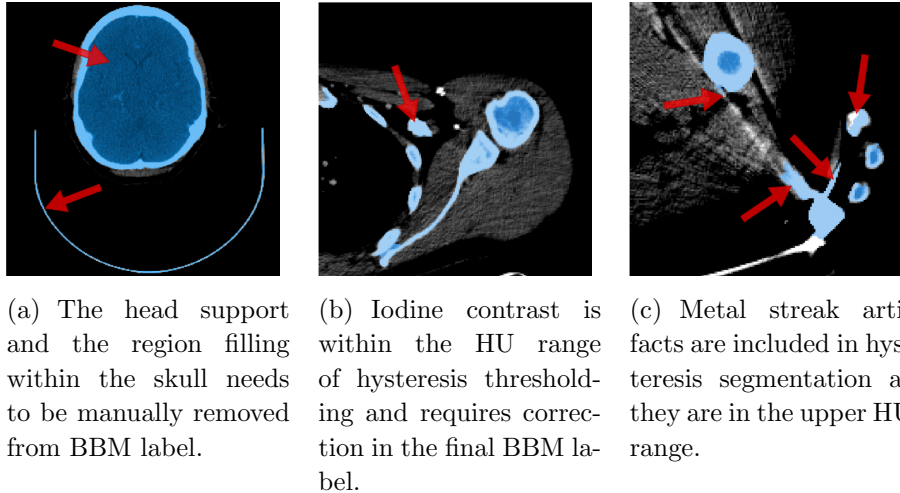 (a) The head support
and the region filling
within the skull needs
to be manually removed
from BBM label.
(b) Iodine contrast is
within the HU range
of hysteresis threshold-
ing and requires correc-
tion in the final BBM la-
bel.
(c) Metal streak arti
facts are included in hys
teresis segmentation a
they are in the upper HU
range.